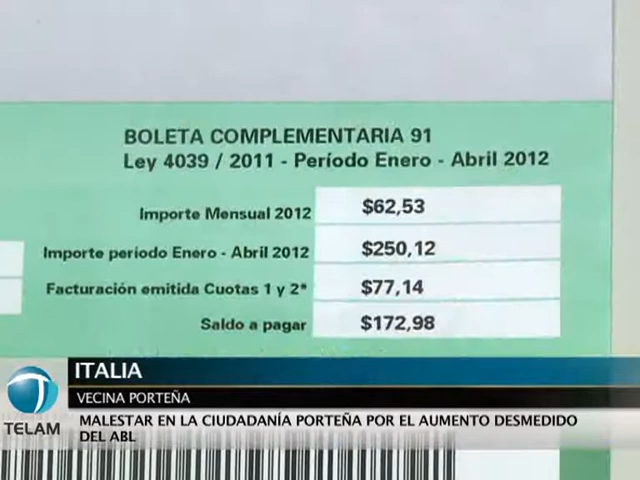 BOLETA COMPLEMENTARIA 91
Ley 4039 / 2011 - Período Enero - Abril 2012
Importe Mensual 2012 $62,53
Importe período Enero - Abril 2012 $250,12
Facturación emitida Cuotas 1 y 2* $77,14
Saldo a pagar $172,98
ITALIA
VECINA PORTEÑA
MALESTAR EN LA CIUDADANÍA PORTEÑA POR EL AUMENTO DESMEDIDO
DEL ABL
TELAM